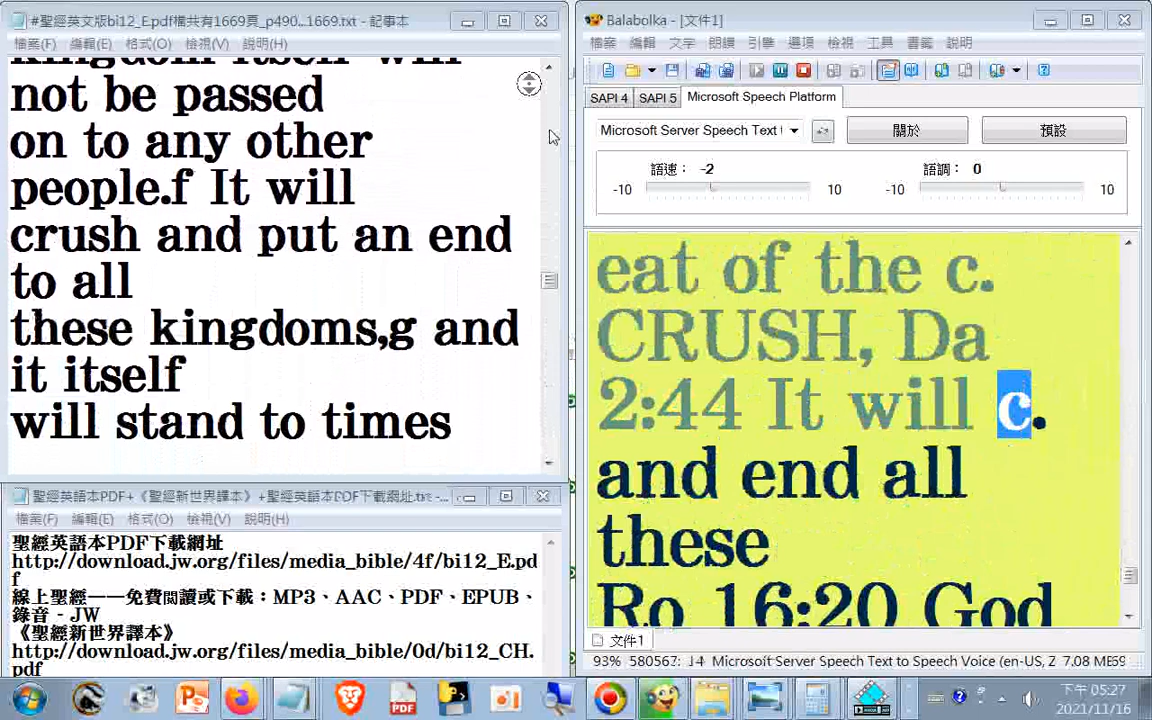 #聖經英文版bi12_E.pdf檔共有1669頁_p490...1669.txt - 記事本
檔案(F) 編輯(E) 格式(O) 檢視(V) 說明(H)
kingdom itself will
not be passed
on to any other
people.f It will
crush and put an end
to all
these kingdoms,g and
it itself
will stand to times
聖經英語本PDF+《聖經新世界譯本》+聖經英語本PDF下載網址.txt -...
檔案(F) 編輯(E) 格式(O) 檢視(V) 說明(H)
聖經英語本PDF下載網址
http://download.jw.org/files/media_bible/4f/bi12_E.pd
f
線上聖經——免費閱讀或下載：MP3、AAC、PDF、EPUB、
錄音 - JW
《聖經新世界譯本》
http://download.jw.org/files/media_bible/0d/bi12_CH.
pdf
Balabolka - [文件1]
檔案 編輯 文字 朗讀 引擎 選項 檢視 工具 書籤 說明
SAPI 4 SAPI 5 Microsoft Speech Platform
Microsoft Server Speech Text 關於 預設
語速： -2 語調： 0
-10 10 -10 10
eat of the c.
CRUSH, Da
2:44 It will c.
and end all
these
Ro 16:20 God
文件1
93% 580567: Microsoft Server Speech Text to Speech Voice (en-US, Z 7.08 ME
下午 05:27
2021/11/16